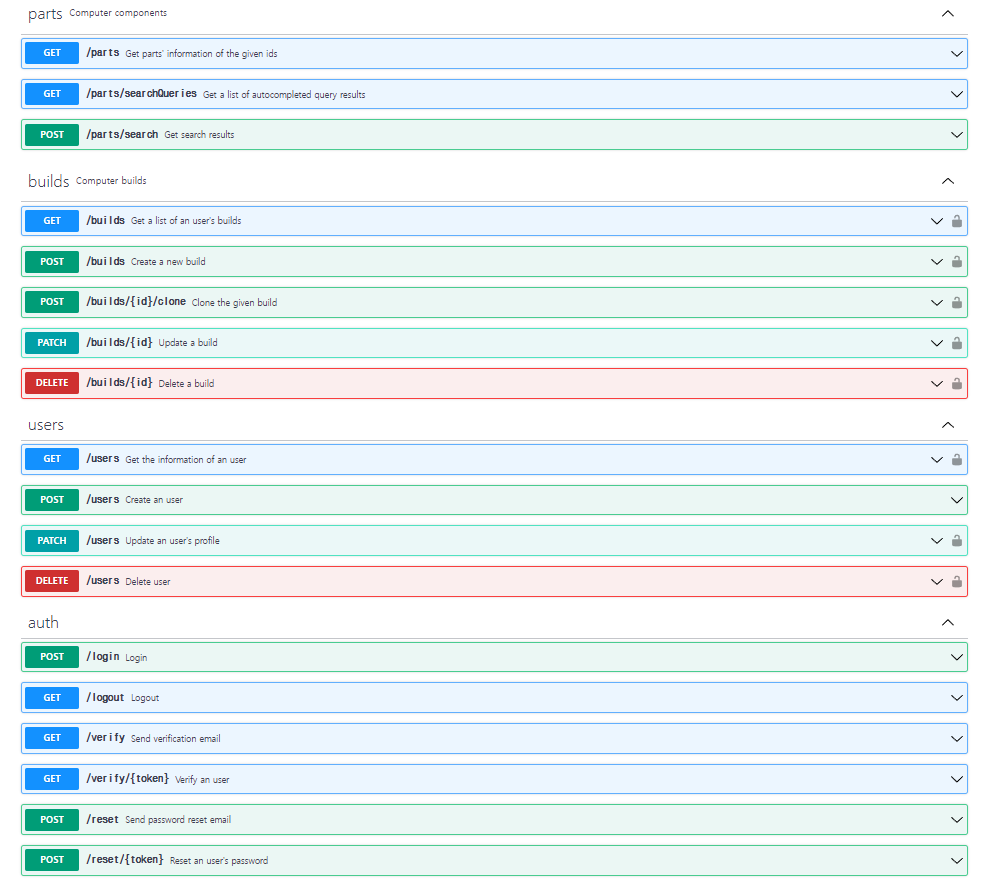 parts Computer components
GET /parts Get parts' information of the given ids
GET /parts/searchQueries Get a list of autocompleted query results
POST /parts/search Get search results
builds Computer builds
GET /builds Get a list of an user's builds
POST /builds Create a new build
POST /builds/{id}/clone Clone the given build
PATCH /builds/{id} Update a build
DELETE /builds/{id} Delete a build
users
GET /users Get the information of an user
POST /users Create an user
PATCH /users Update an user's profile
DELETE /users Delete user
auth
POST /login Login
GET /logout Logout
GET /verify Send verification email
GET /verify/{token} Verify an user
POST /reset Send password reset email
POST /reset/{token} Reset an user's password